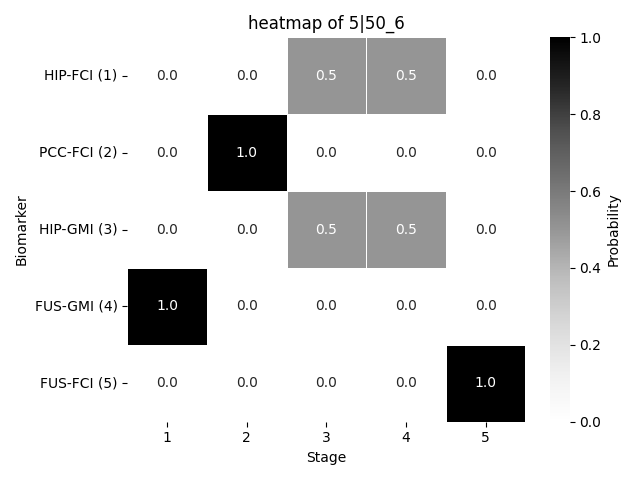 heatmap of 5|50_6
HIP-FCI (1) 0.0 0.0 0.5 0.5 0.0
PCC-FCI (2) 0.0 1.0 0.0 0.0 0.0
HIP-GMI (3) 0.0 0.0 0.5 0.5 0.0
FUS-GMI (4) 1.0 0.0 0.0 0.0 0.0
FUS-FCI (5) 0.0 0.0 0.0 0.0 1.0
1 2 3 4 5
Stage
Biomarker
1.0
0.8
0.6
0.4
0.2
0.0
Probability